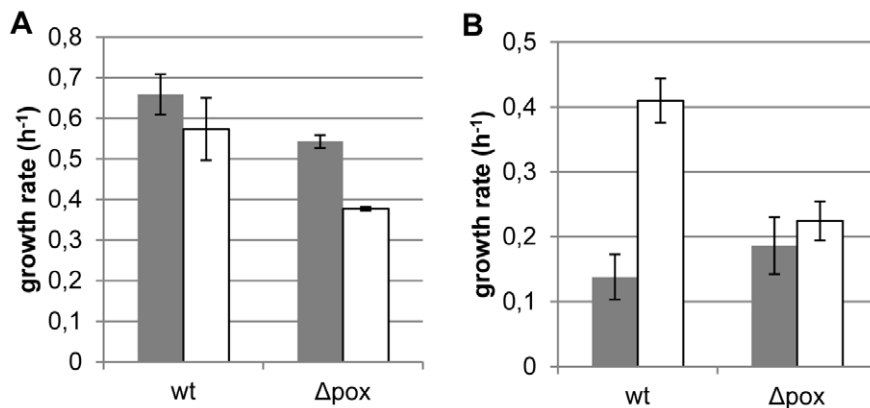 A
growth rate (h⁻¹)
0,8
0,7
0,6
0,5
0,4
0,3
0,2
0,1
0
wt
Δpox
B
growth rate (h⁻¹)
0,5
0,4
0,3
0,2
0,1
0
wt
Δpox